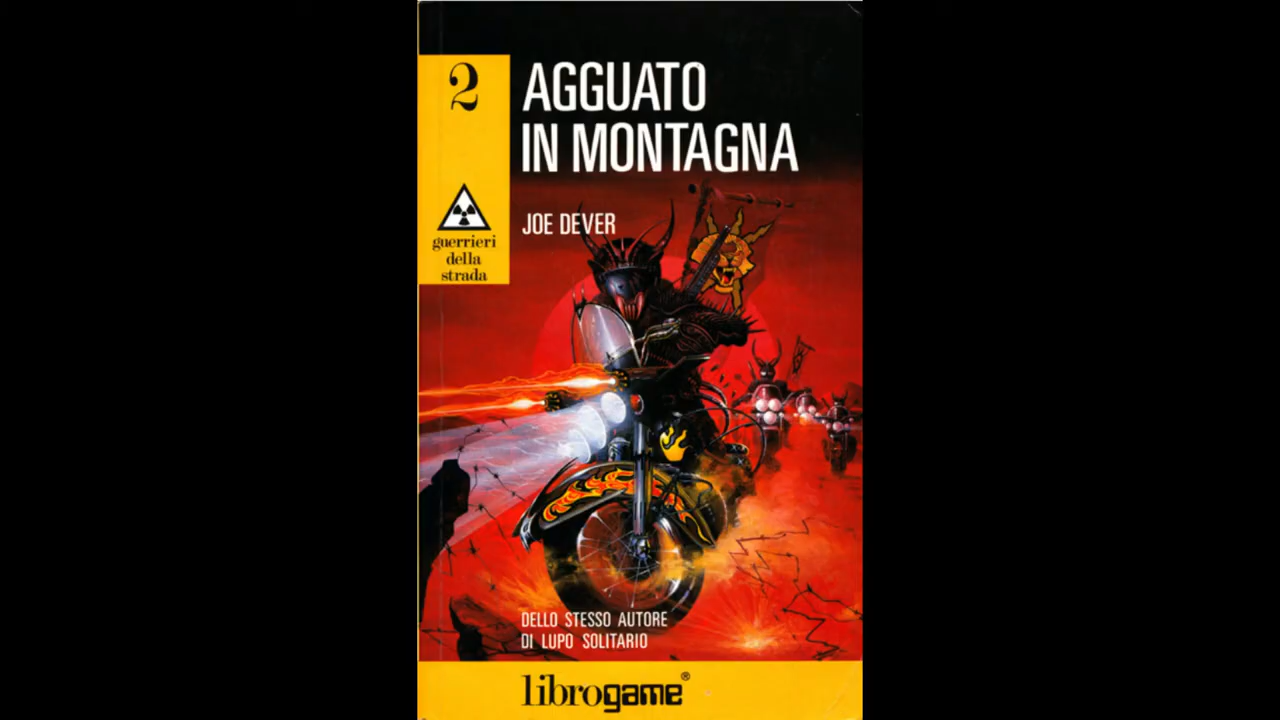 2
AGGUATO
IN MONTAGNA
guerrieri
della
strada
JOE DEVER
DELLO STESSO AUTORE
DI LUPO SOLITARIO
librogame®